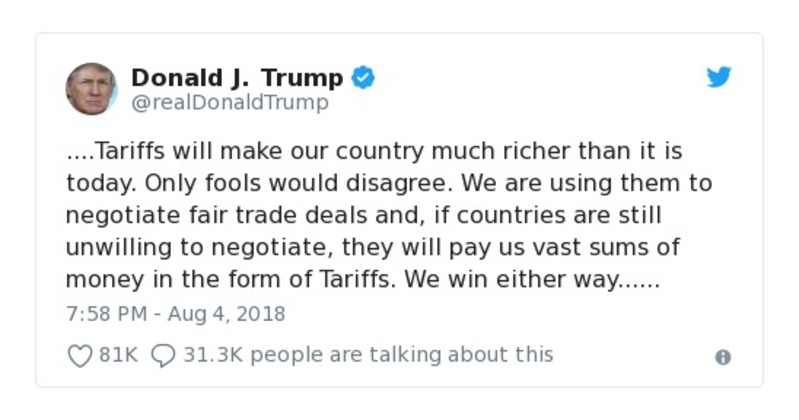 Donald J. Trump
@realDonaldTrump
....Tariffs will make our country much richer than it is
today. Only fools would disagree. We are using them to
negotiate fair trade deals and, if countries are still
unwilling to negotiate, they will pay us vast sums of
money in the form of Tariffs. We win either way......
7:58 PM - Aug 4, 2018
81K 31.3K people are talking about this